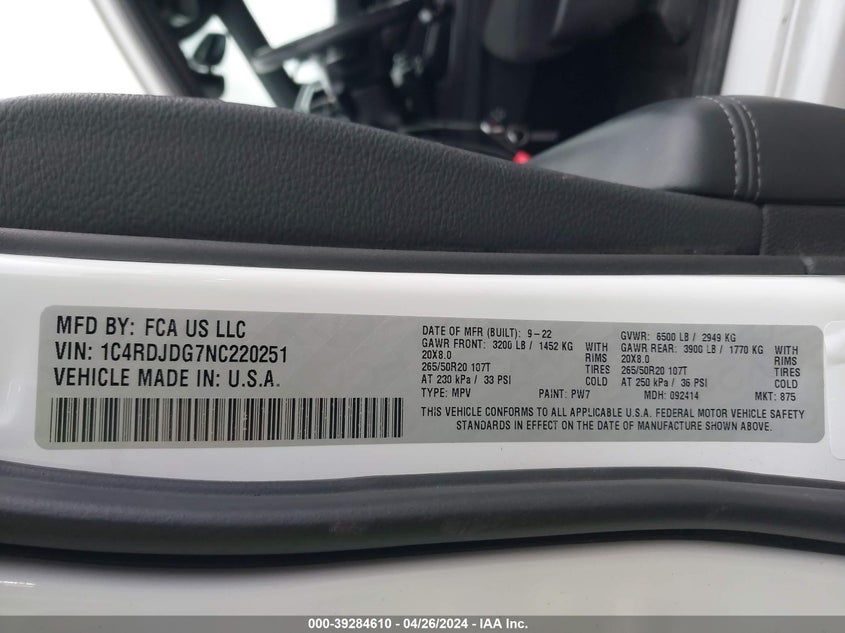 MFD BY: FCA US LLC
VIN: 1C4RDJDG7NC220251
VEHICLE MADE IN: U.S.A.
DATE OF MFR (BUILT): 9-22
GAWR FRONT: 3200 LB / 1452 KG WITH
20X8.0 RIMS
265/50R20 107T TIRES
AT 230 kPa / 33 PSI COLD
TYPE: MPV PAINT: PW7
GVWR: 6500 LB / 2949 KG
GAWR REAR: 3900 LB / 1770 KG WITH
20X8.0 RIMS
265/50R20 107T TIRES
AT 250 kPa / 36 PSI COLD
MDH: 092414 MKT: 875
THIS VEHICLE CONFORMS TO ALL APPLICABLE U.S.A. FEDERAL MOTOR VEHICLE SAFETY
STANDARDS IN EFFECT ON THE DATE OF MANUFACTURE SHOWN ABOVE.
000-39284610 - 04/26/2024 - IAA Inc.